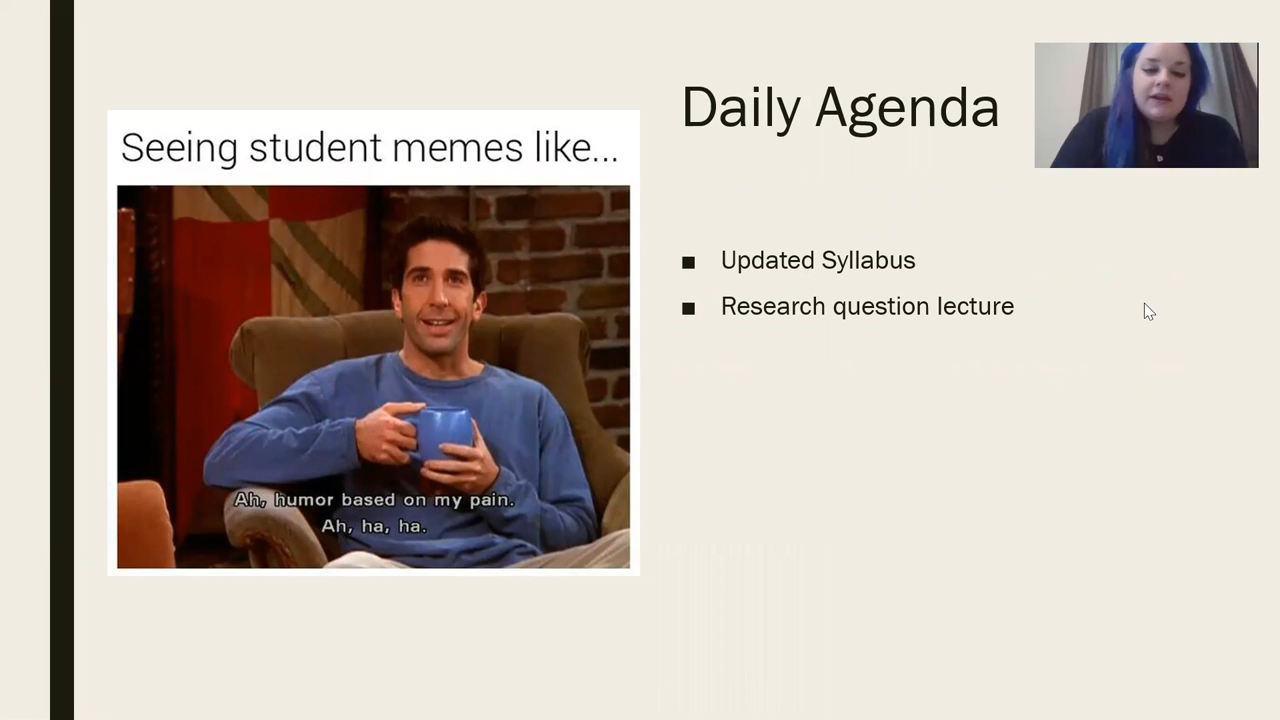 Daily Agenda
Seeing student memes like...
Ah, humor based on my pain.
Ah, ha, ha.
Updated Syllabus
Research question lecture